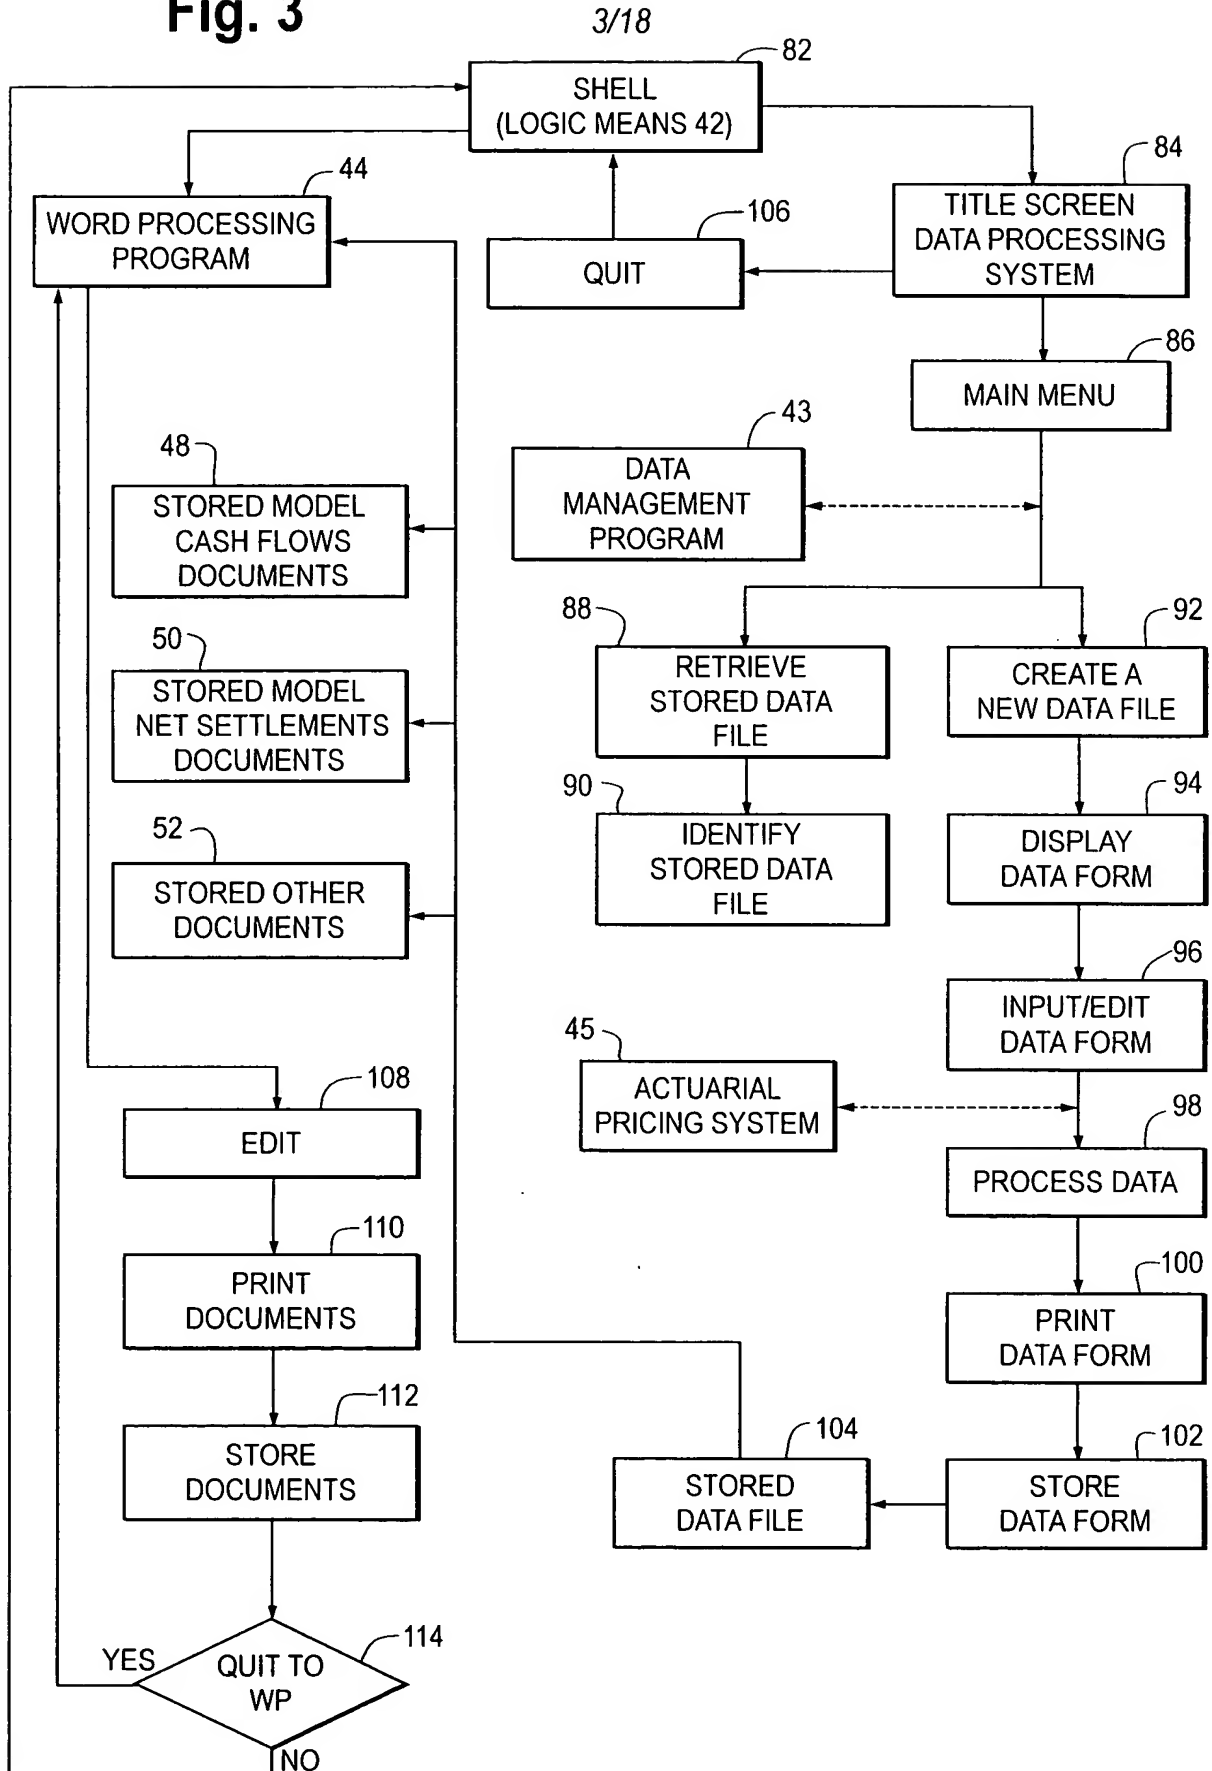 Fig. 3
3/18
82
SHELL
(LOGIC MEANS 42)
44
WORD PROCESSING
PROGRAM
106
QUIT
84
TITLE SCREEN
DATA PROCESSING
SYSTEM
86
MAIN MENU
43
DATA
MANAGEMENT
PROGRAM
48
STORED MODEL
CASH FLOWS
DOCUMENTS
88
RETRIEVE
STORED DATA
FILE
92
CREATE A
NEW DATA FILE
50
STORED MODEL
NET SETTLEMENTS
DOCUMENTS
90
IDENTIFY
STORED DATA
FILE
94
DISPLAY
DATA FORM
52
STORED OTHER
DOCUMENTS
96
INPUT/EDIT
DATA FORM
45
ACTUARIAL
PRICING SYSTEM
98
PROCESS DATA
108
EDIT
110
PRINT
DOCUMENTS
100
PRINT
DATA FORM
112
STORE
DOCUMENTS
104
STORED
DATA FILE
102
STORE
DATA FORM
114
YES
QUIT TO
WP
NO